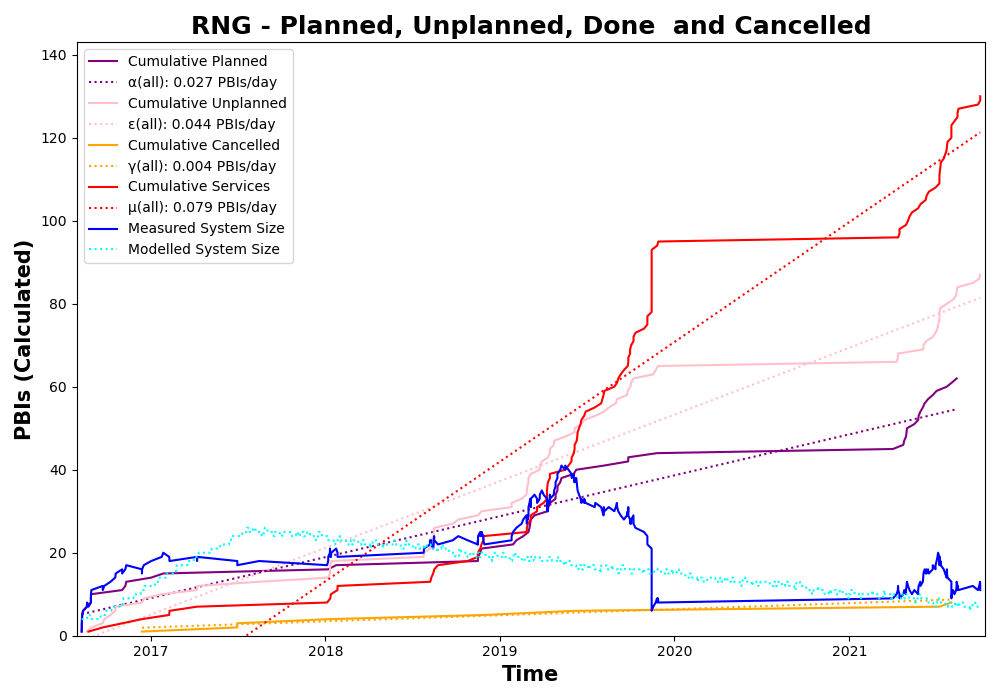 RNG - Planned, Unplanned, Done  and Cancelled
PBIs (Calculated)
140
120
100
80
60
40
20
0
Cumulative Planned
α(all): 0.027 PBIs/day
Cumulative Unplanned
ε(all): 0.044 PBIs/day
Cumulative Cancelled
γ(all): 0.004 PBIs/day
Cumulative Services
μ(all): 0.079 PBIs/day
Measured System Size
Modelled System Size
2017 2018 2019 2020 2021
Time